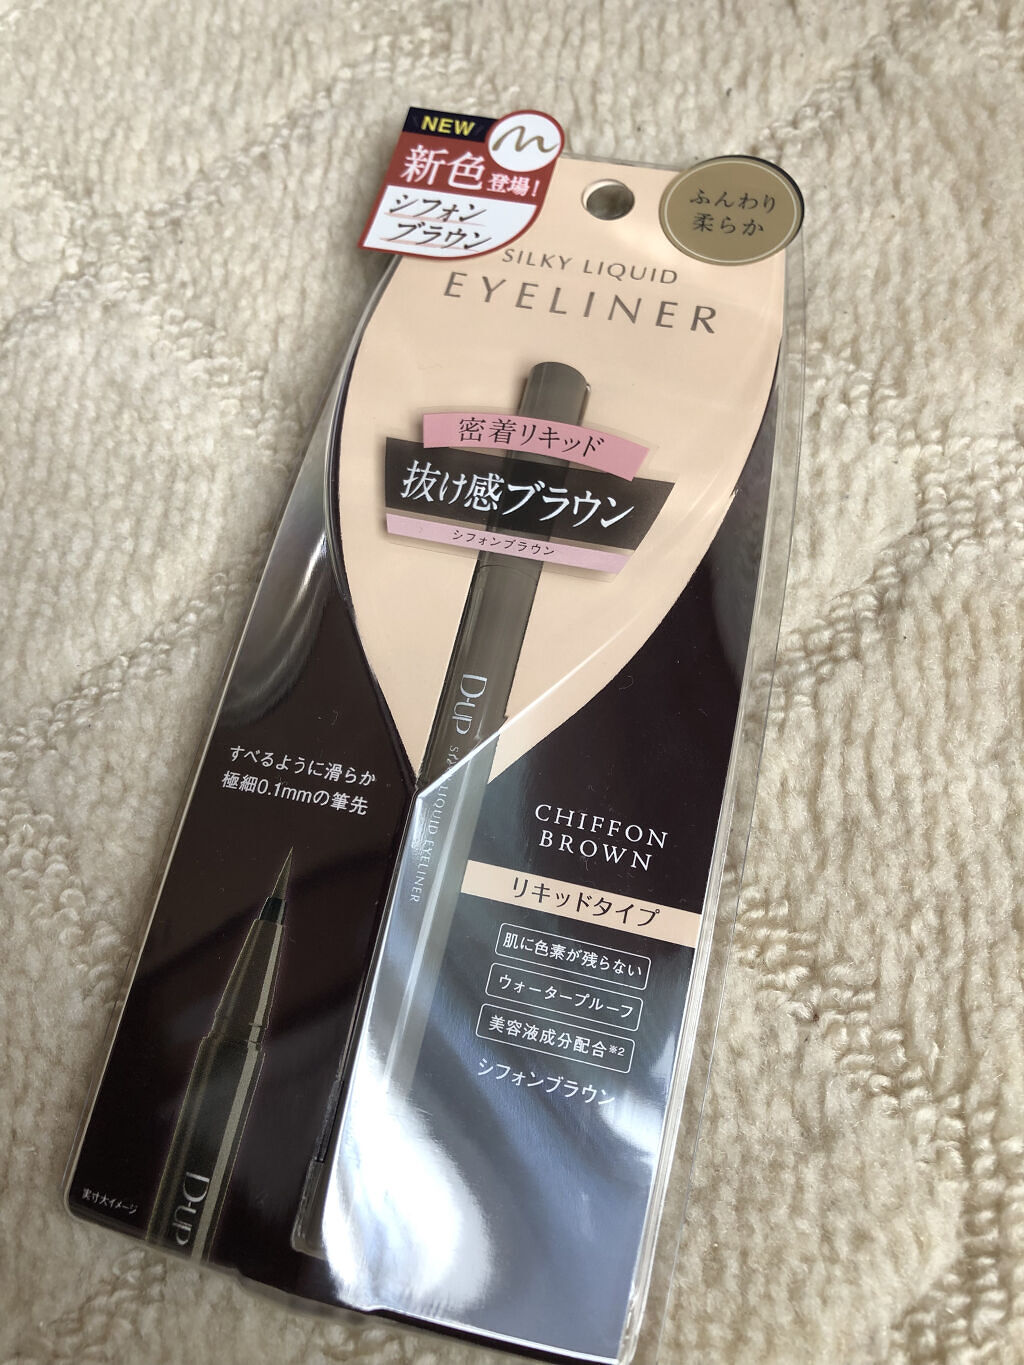 NEW
新色登場!
シフォン
ブラウン
ふんわり
柔らか
SILKY LIQUID
EYELINER
密着リキッド
抜け感ブラウン
シフォンブラウン
D-UP SILKY LIQUID EYELINER
すべるように滑らか
極細0.1mmの筆先
CHIFFON
BROWN
リキッドタイプ
肌に色素が残らない
ウォータープルーフ
美容液成分配合※2
シフォンブラウン
D-UP
実寸大イメージ